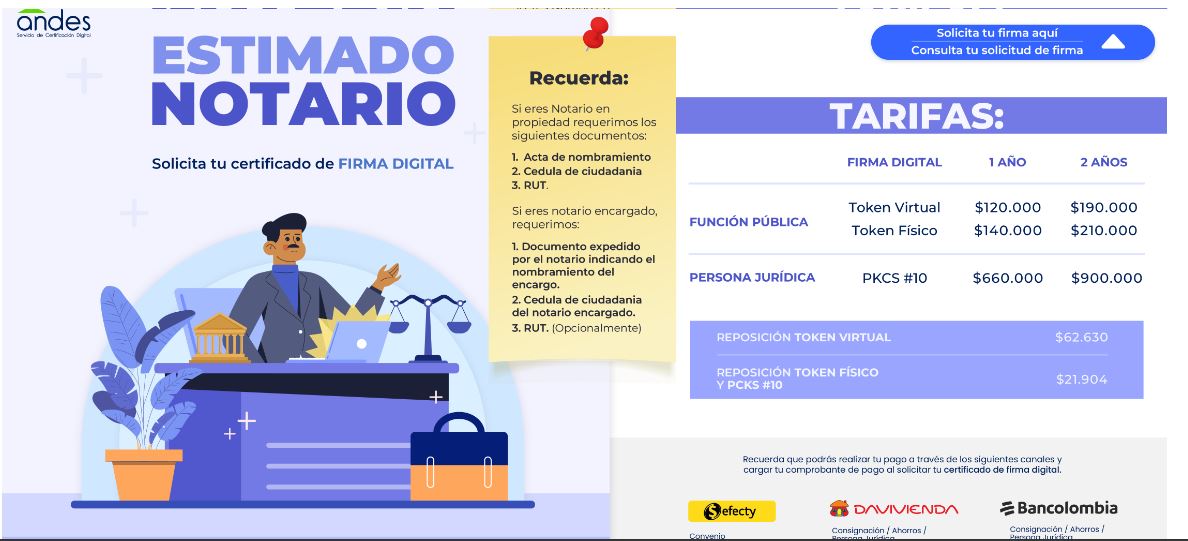 andes
Servicio de Certificación Digital
ESTIMADO
NOTARIO
Solicita tu certificado de FIRMA DIGITAL
Recuerda:
Si eres Notario en
propiedad requerimos los
siguientes documentos:
1. Acta de nombramiento
2. Cedula de ciudadania
3. RUT.
Si eres notario encargado,
requerimos:
1. Documento expedido
por el notario indicando el
nombramiento del
encargo.
2. Cedula de ciudadania
del notario encargado.
3. RUT. (Opcionalmente)
Solicita tu firma aquí
Consulta tu solicitud de firma
TARIFAS:
FIRMA DIGITAL 1 AÑO 2 AÑOS
FUNCIÓN PÚBLICA
Token Virtual $120.000 $190.000
Token Físico $140.000 $210.000
PERSONA JURÍDICA PKCS #10 $660.000 $900.000
REPOSICIÓN TOKEN VIRTUAL $62.630
REPOSICIÓN TOKEN FÍSICO
Y PCKS #10 $21.904
Recuerda que podrás realizar tu pago a través de los siguientes canales y
cargar tu comprobante de pago al solicitar tu certificado de firma digital.
Sefecty DAVIVIENDA Bancolombia
Convenio
Consignación / Ahorros /
Persona Jurídica
Consignación / Ahorros /
Persona Jurídica